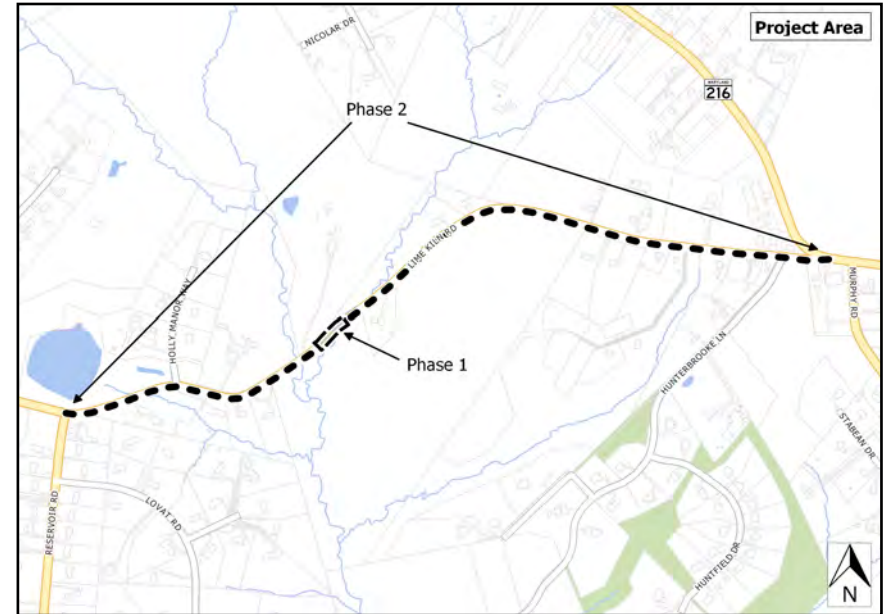 Project Area
NICOLAR DR
MARYLAND
216
Phase 2
LIME KILN RD
HOLLY MANOR WAY
MURPHY RD
Phase 1
HUNTERBROOKE LN
STABEAN DR
RESERVOIR RD
LOVAT RD
HUNTFIELD DR
N